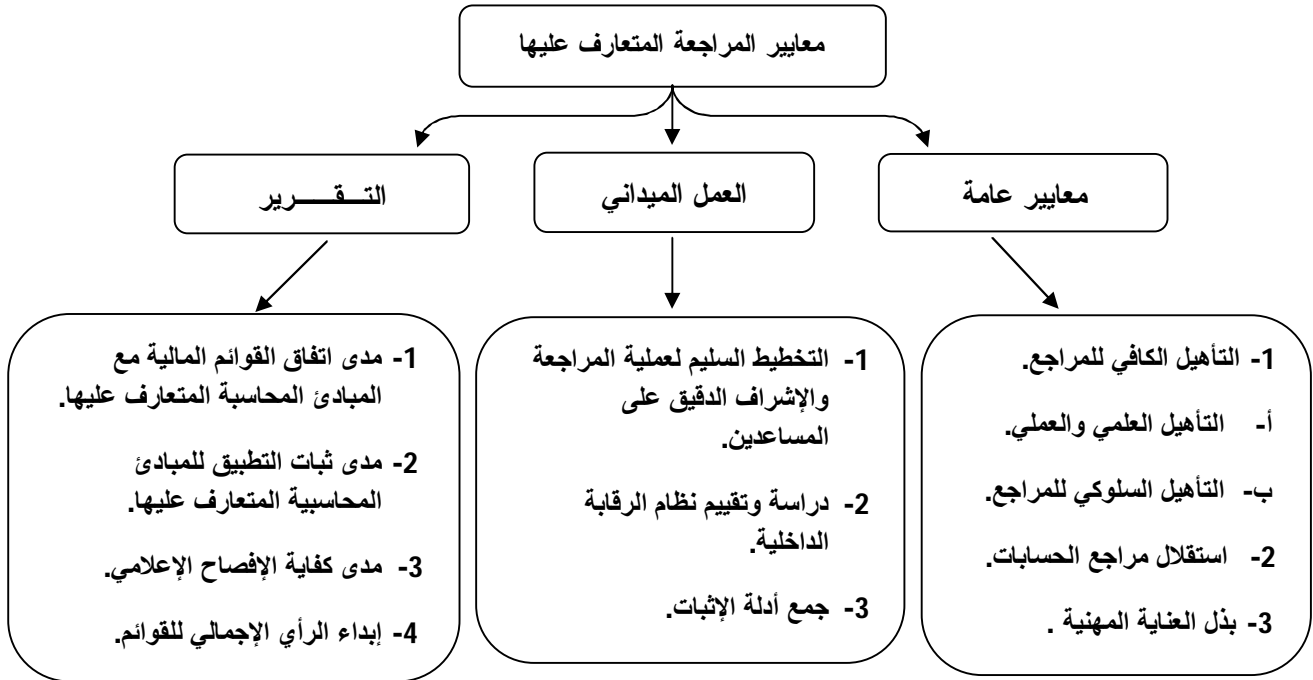 معايير المراجعة المتعارف عليها
معايير عامة
العمل الميداني
التـــقـــــــرير
1- التأهيل الكافي للمراجع.
أ- التأهيل العلمي والعملي.
ب- التأهيل السلوكي للمراجع.
2- استقلال مراجع الحسابات.
3- بذل العناية المهنية .
1- التخطيط السليم لعملية المراجعة
والإشراف الدقيق على
المساعدين.
2- دراسة وتقييم نظام الرقابة
الداخلية.
3- جمع أدلة الإثبات.
1- مدى اتفاق القوائم المالية مع
المبادئ المحاسبة المتعارف عليها.
2- مدى ثبات التطبيق للمبادئ
المحاسبية المتعارف عليها.
3- مدى كفاية الإفصاح الإعلامي.
4- إبداء الرأي الإجمالي للقوائم.